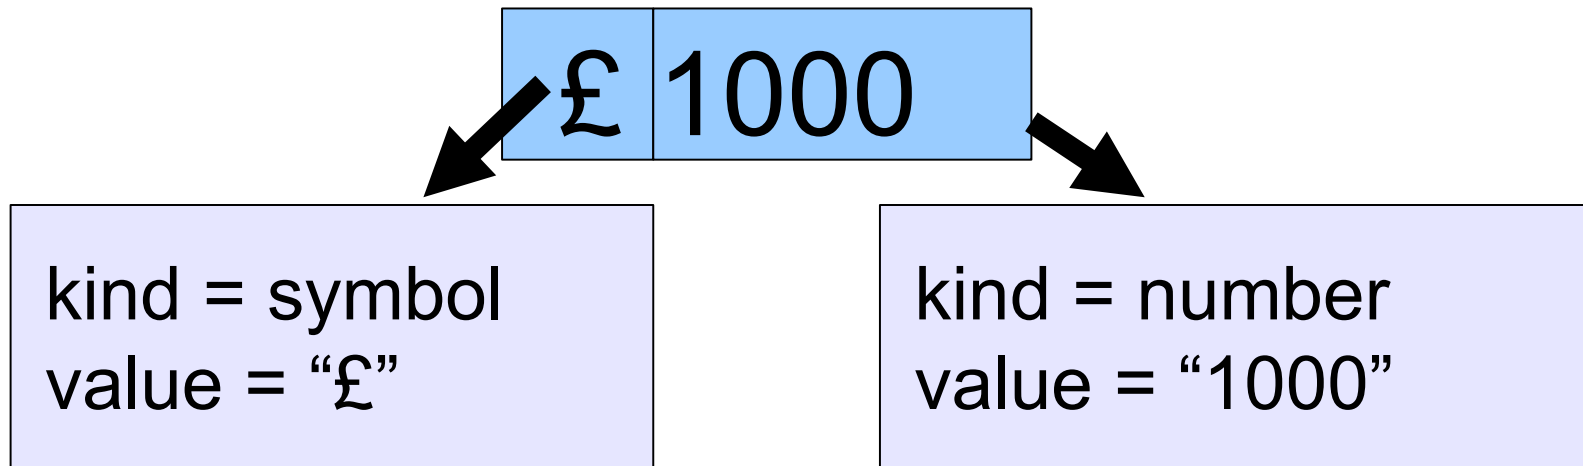 £ 1000
kind = symbol
value = “£”
kind = number
value = “1000”